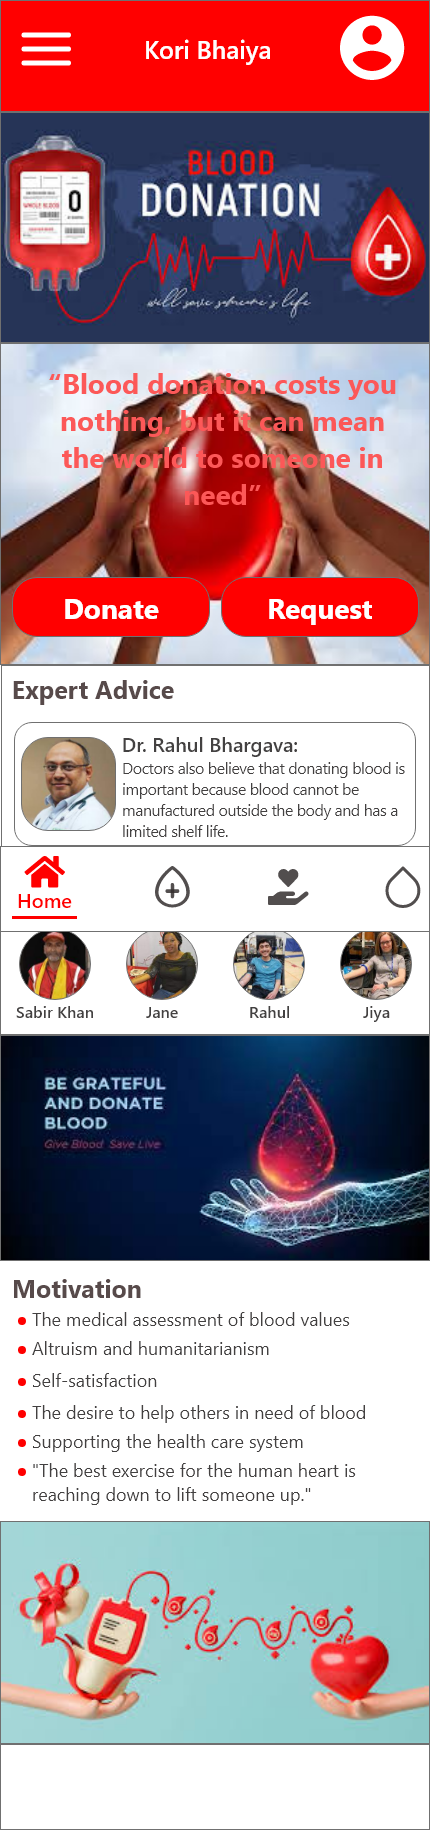 Kori Bhaiya
BLOOD
DONATION
will save someone's life
WHOLE BLOOD
0
“Blood donation costs you
nothing, but it can mean
the world to someone in
need”
Donate
Request
Expert Advice
Dr. Rahul Bhargava:
Doctors also believe that donating blood is
important because blood cannot be
manufactured outside the body and has a
limited shelf life.
Home
Sabir Khan
Jane
Rahul
Jiya
BE GRATEFUL
AND DONATE
BLOOD
Give Blood Save Live
Motivation
The medical assessment of blood values
Altruism and humanitarianism
Self-satisfaction
The desire to help others in need of blood
Supporting the health care system
"The best exercise for the human heart is
reaching down to lift someone up."